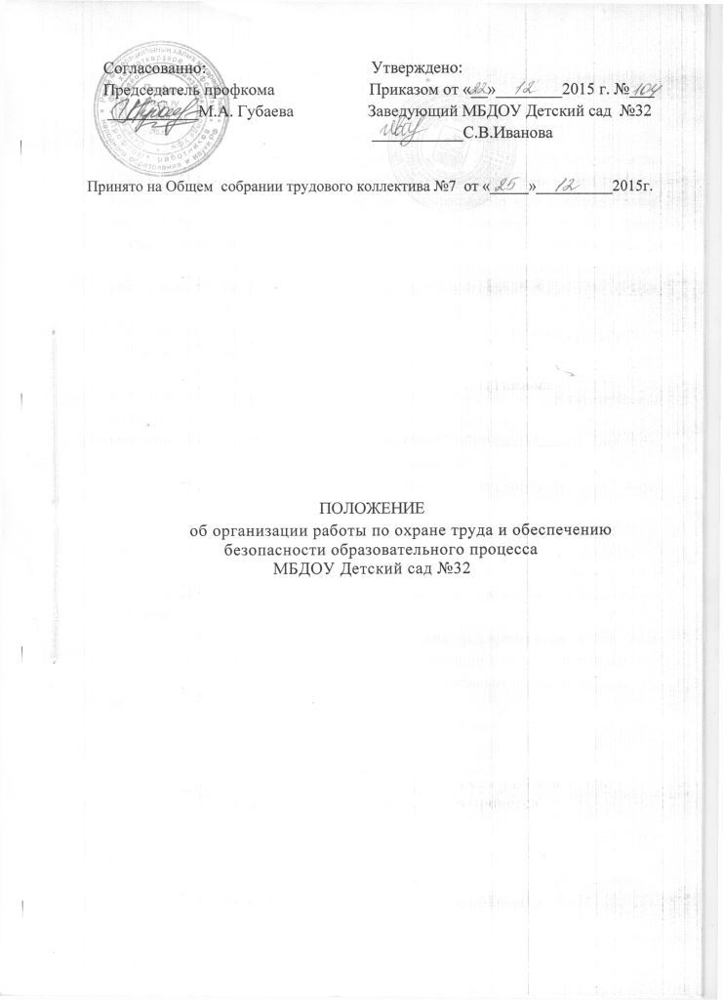 Согласованно: Утверждено:
Председатель профкома Приказом от «22» 12 2015 г. № 104
М.А. Губаева Заведующий МБДОУ Детский сад №32
С.В.Иванова
Принято на Общем собрании трудового коллектива №7 от « 25 » 12 2015г.
ПОЛОЖЕНИЕ
об организации работы по охране труда и обеспечению
безопасности образовательного процесса
МБДОУ Детский сад №32